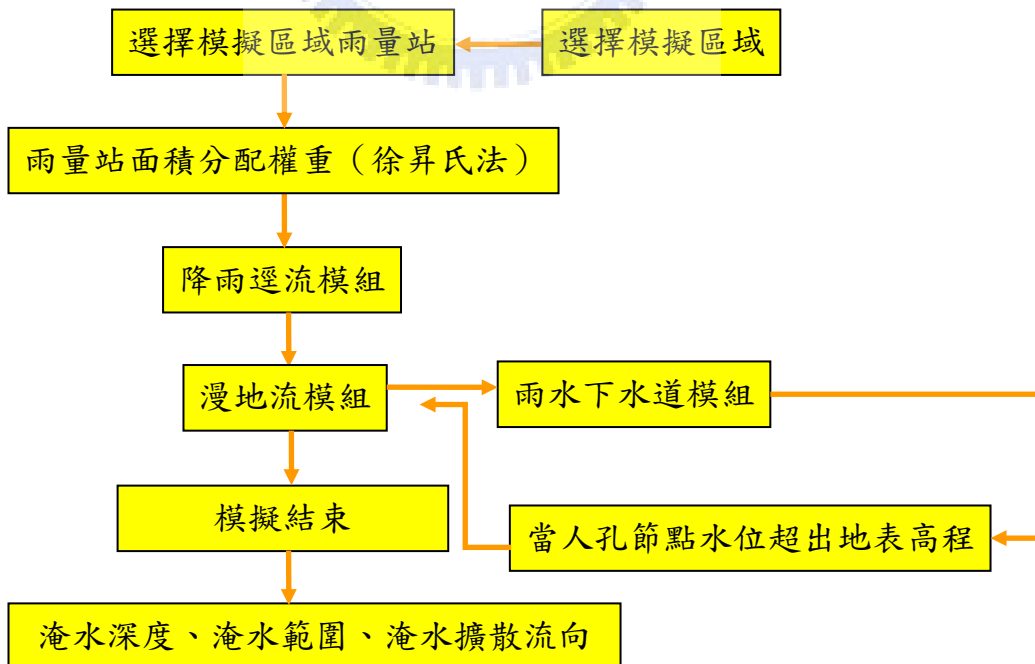 選擇模擬區域雨量站
選擇模擬區域
雨量站面積分配權重（徐昇氏法）
降雨逕流模組
漫地流模組
雨水下水道模組
模擬結束
當人孔節點水位超出地表高程
淹水深度、淹水範圍、淹水擴散流向